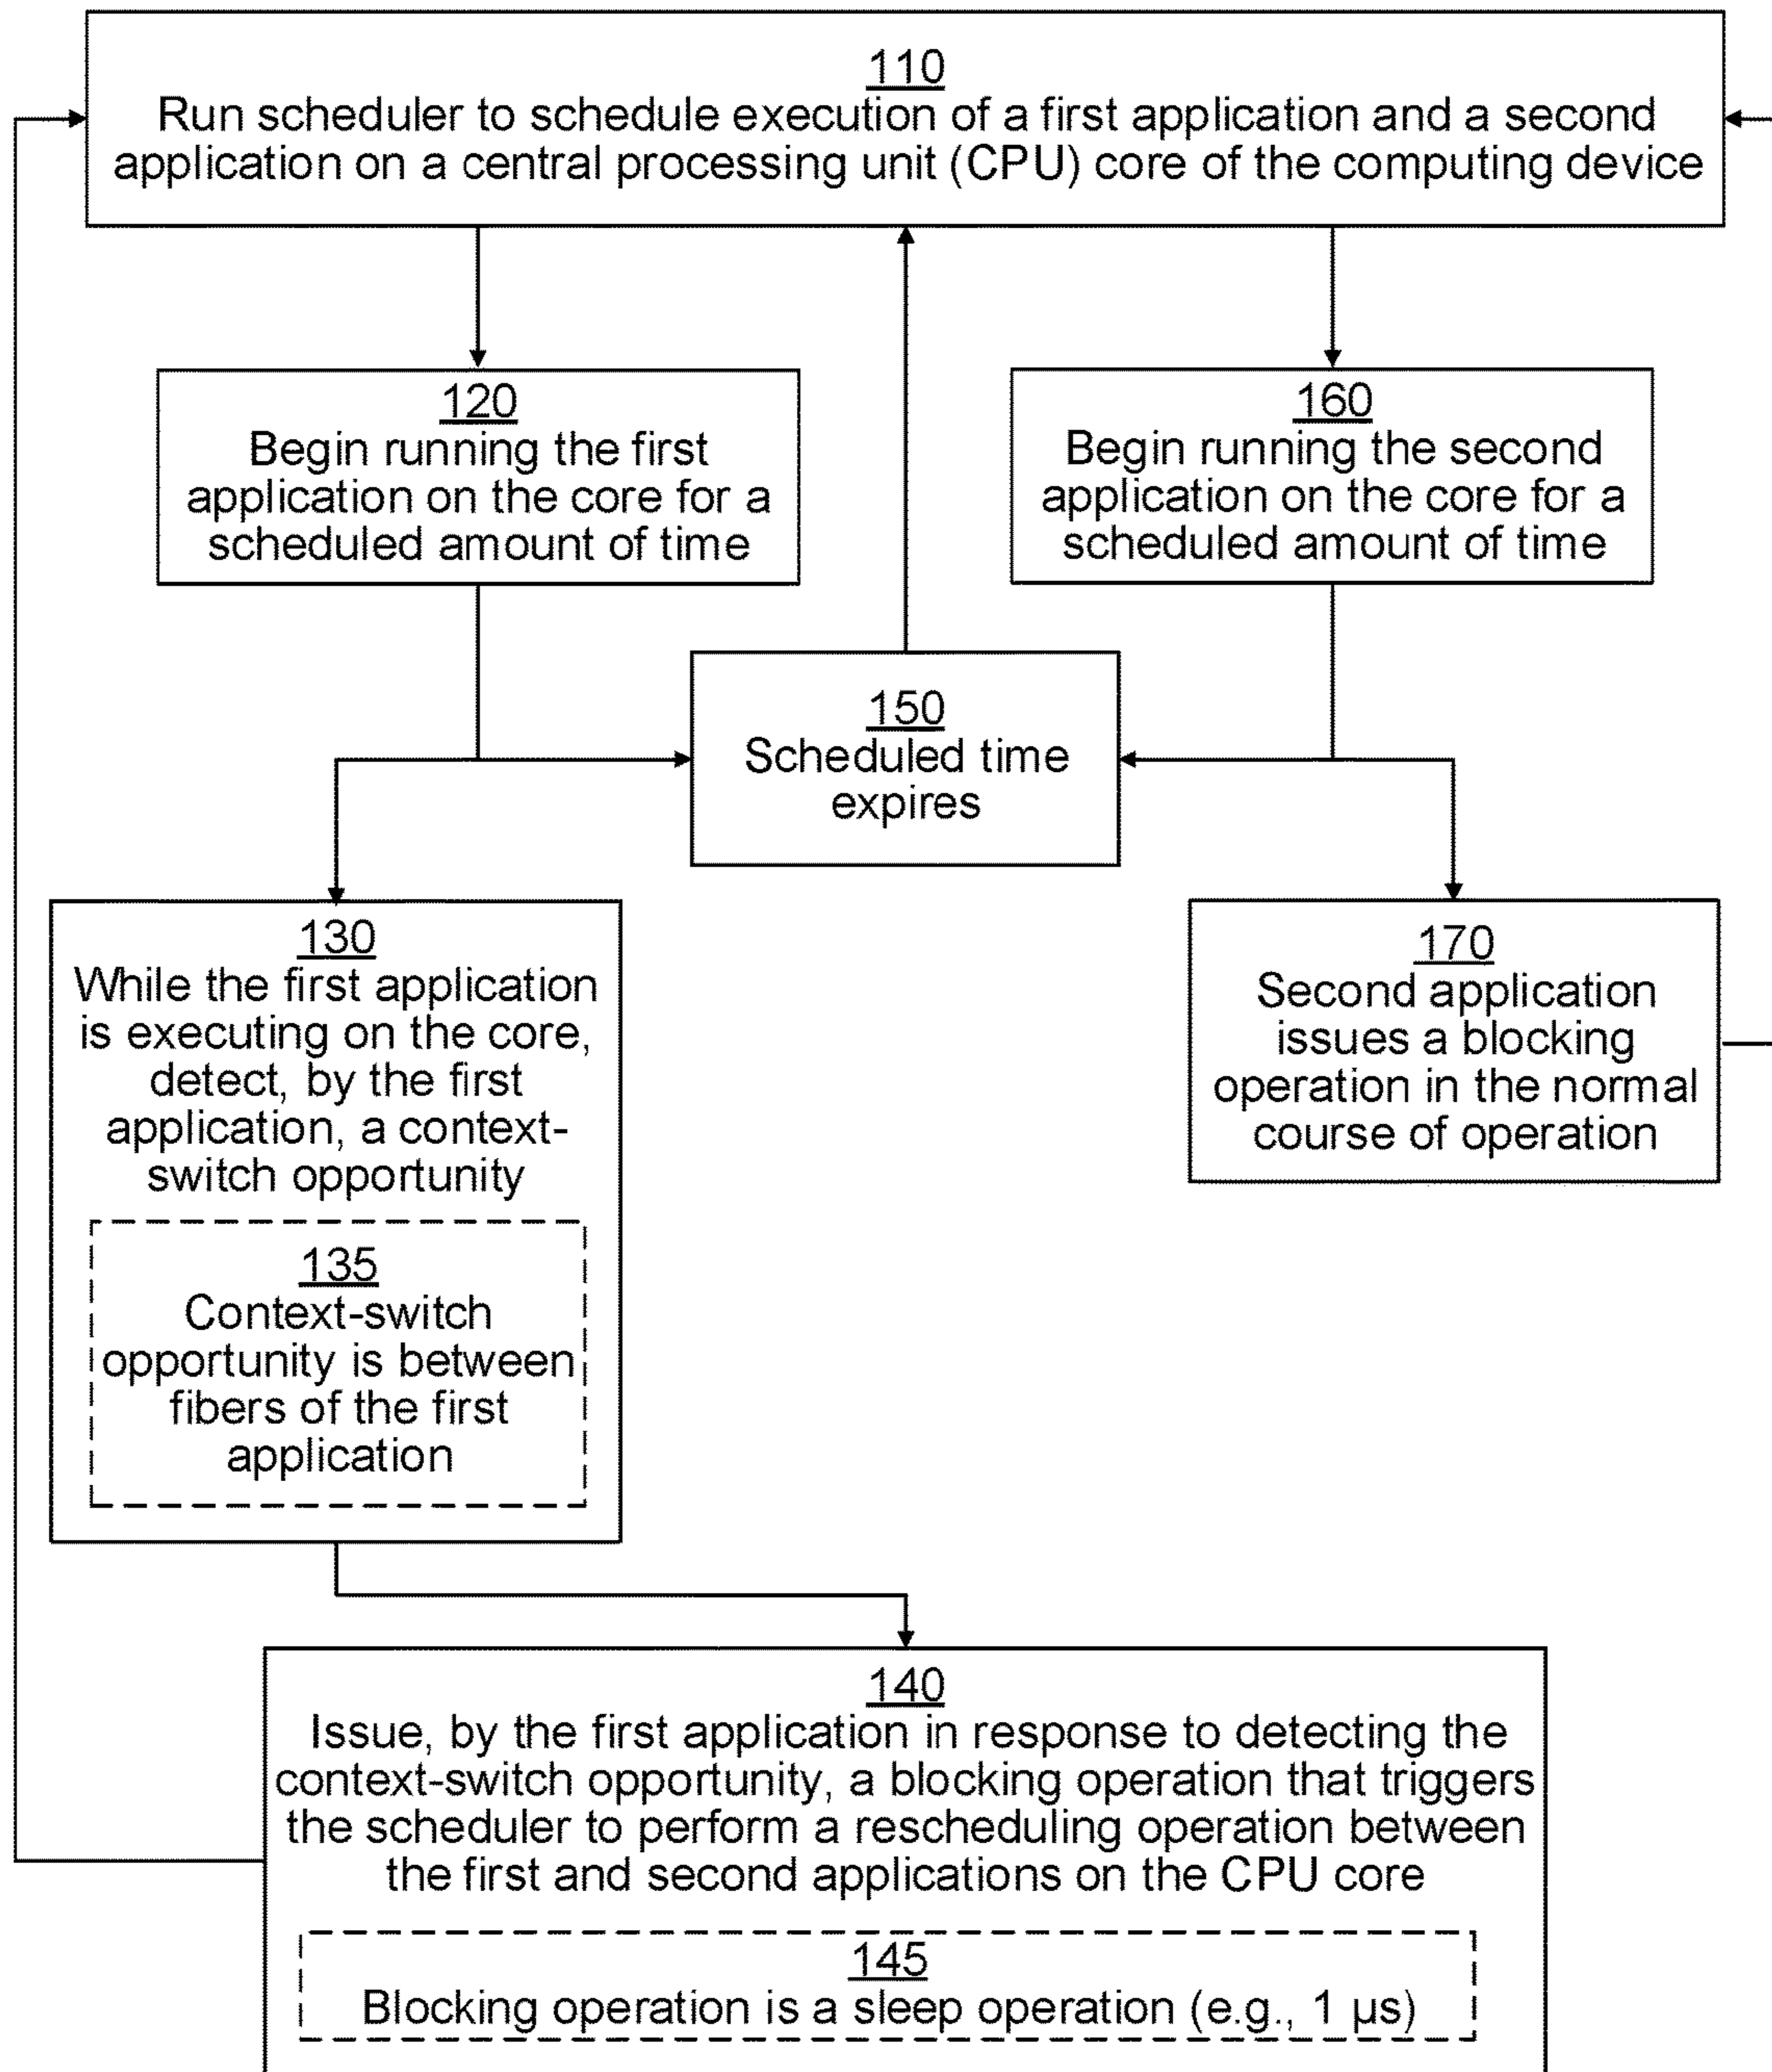 110
Run scheduler to schedule execution of a first application and a second
application on a central processing unit (CPU) core of the computing device
120
Begin running the first
application on the core for a
scheduled amount of time
160
Begin running the second
application on the core for a
scheduled amount of time
150
Scheduled time
expires
130
While the first application
is executing on the core,
detect, by the first
application, a context-
switch opportunity
135
Context-switch
opportunity is between
fibers of the first
application
170
Second application
issues a blocking
operation in the normal
course of operation
140
Issue, by the first application in response to detecting the
context-switch opportunity, a blocking operation that triggers
the scheduler to perform a rescheduling operation between
the first and second applications on the CPU core
145
Blocking operation is a sleep operation (e.g., 1 μs)